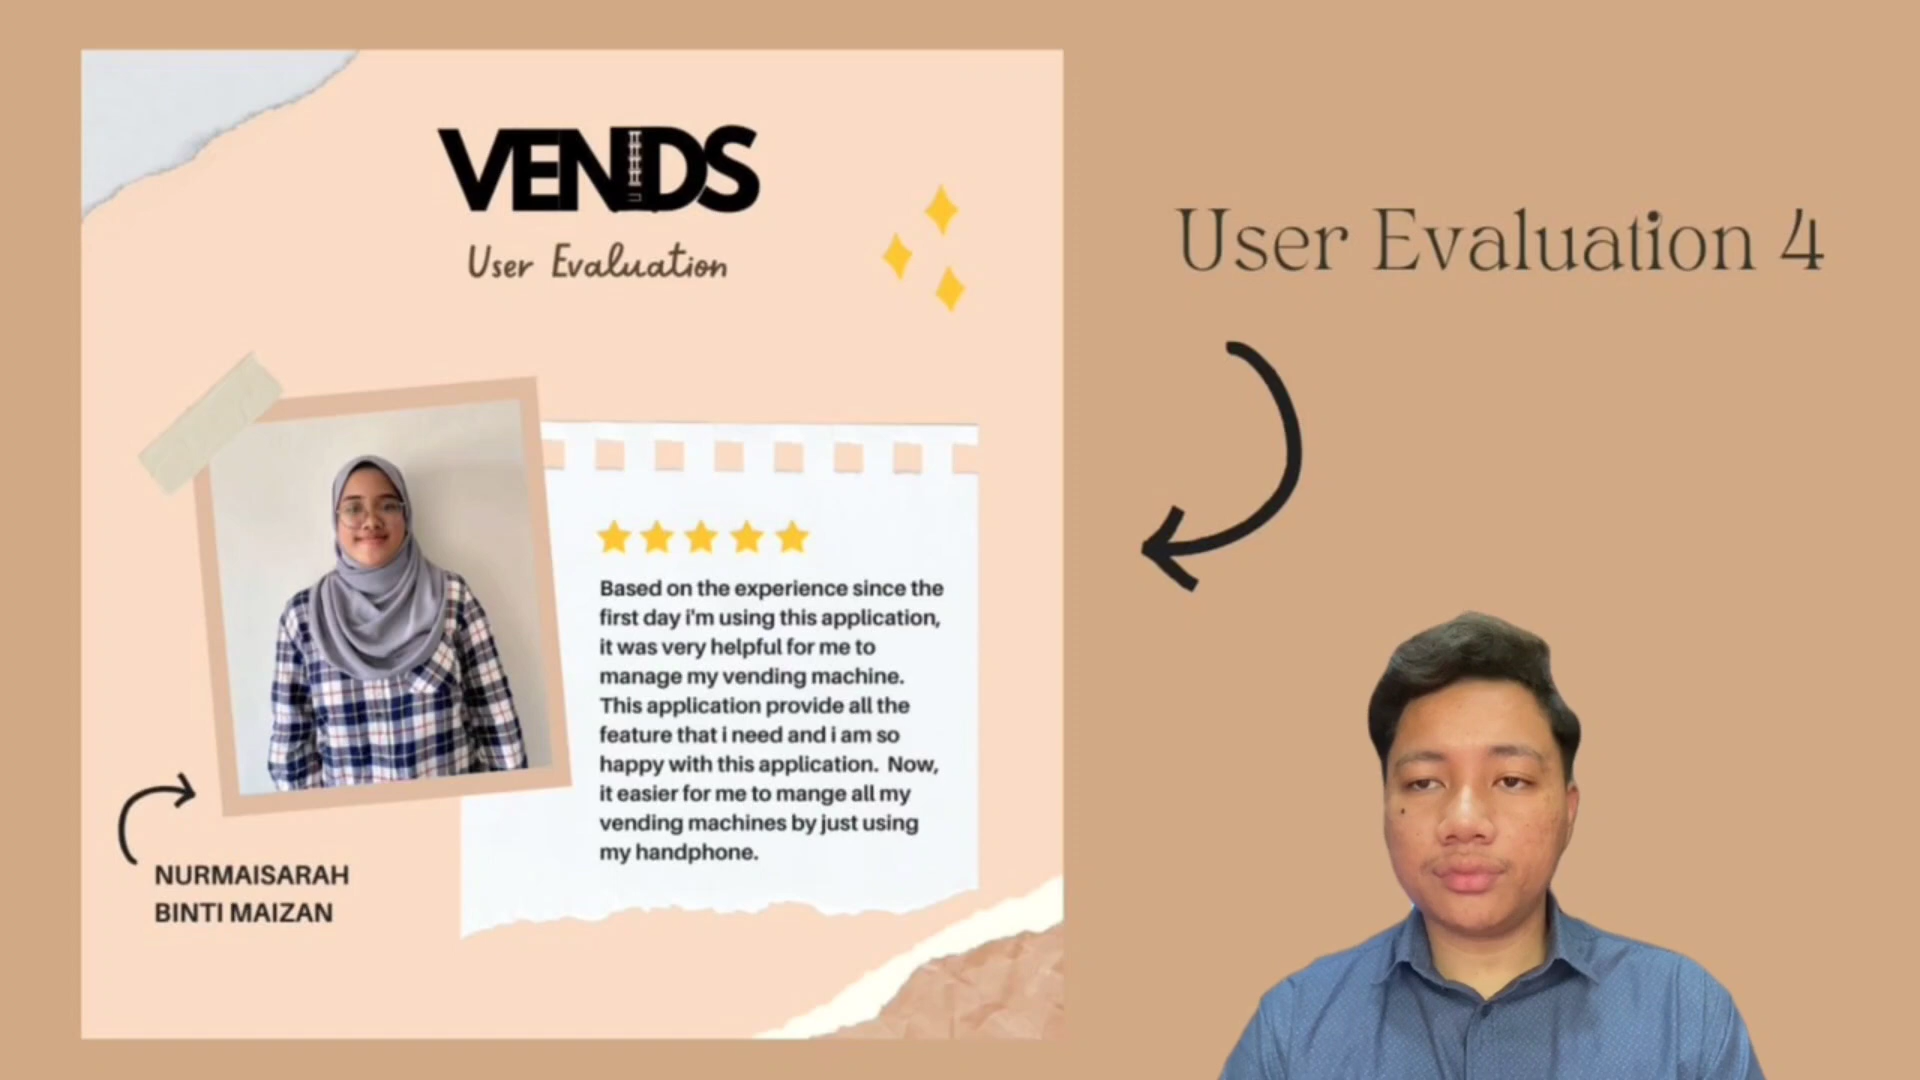 VENDS
User Evaluation
User Evaluation 4
Based on the experience since the
first day i'm using this application,
it was very helpful for me to
manage my vending machine.
This application provide all the
feature that i need and i am so
happy with this application. Now,
it easier for me to mange all my
vending machines by just using
my handphone.
NURMAISARAH
BINTI MAIZAN